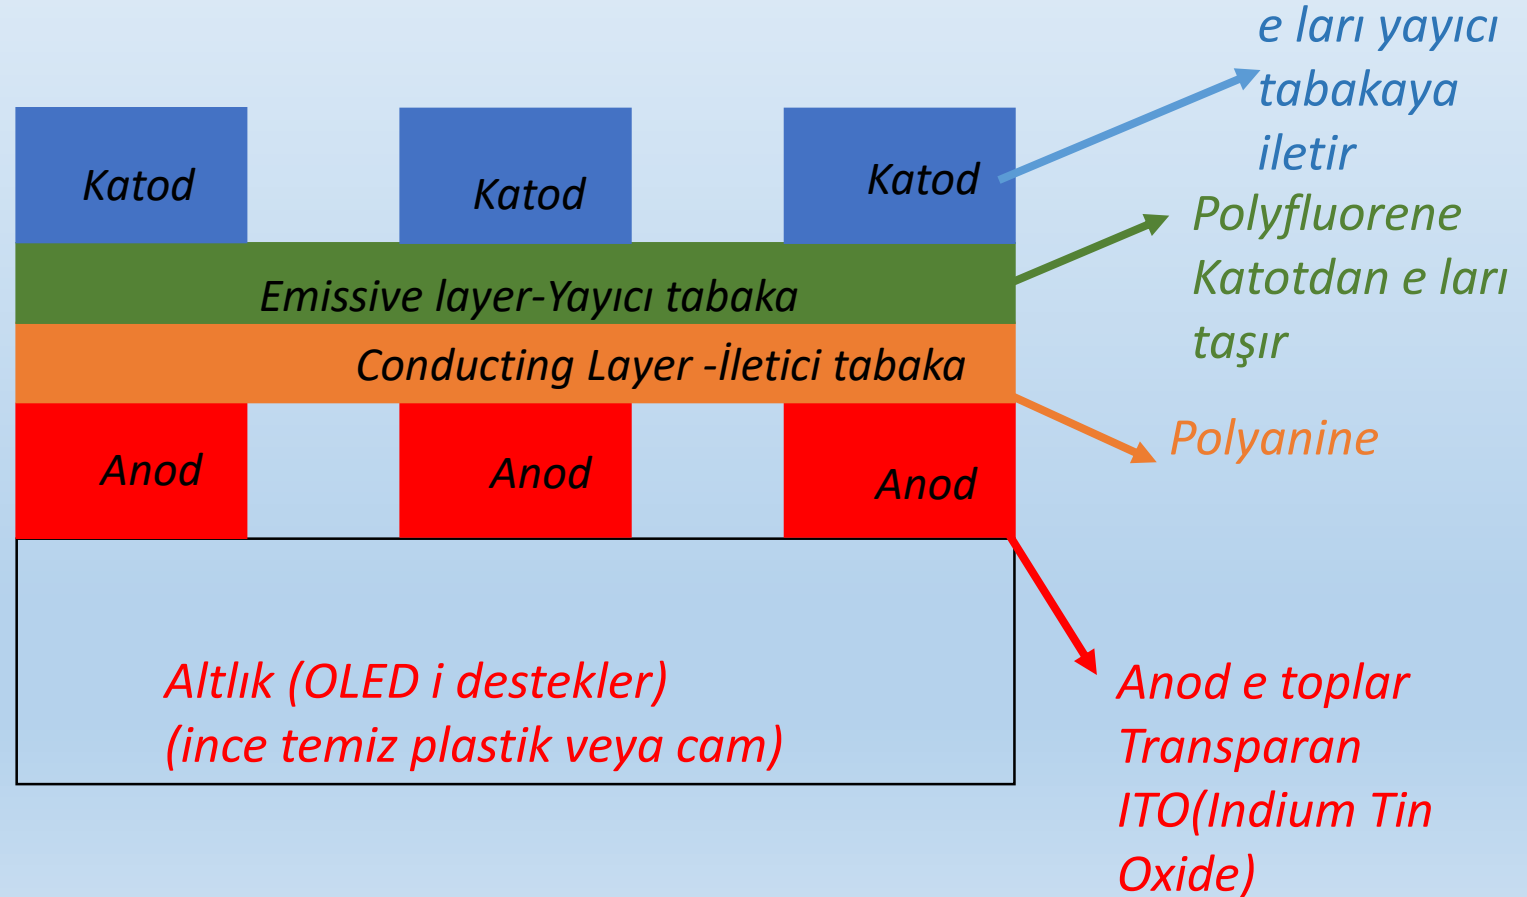 e ları yayıcı
tabakaya
iletir
Katod
Katod
Katod
Polyfluorene
Katotdan e ları
taşır
Emissive layer-Yayıcı tabaka
Conducting Layer -İletici tabaka
Polyanine
Anod
Anod
Anod
Altlık (OLED i destekler)
(ince temiz plastik veya cam)
Anod e toplar
Transparan
ITO(Indium Tin
Oxide)